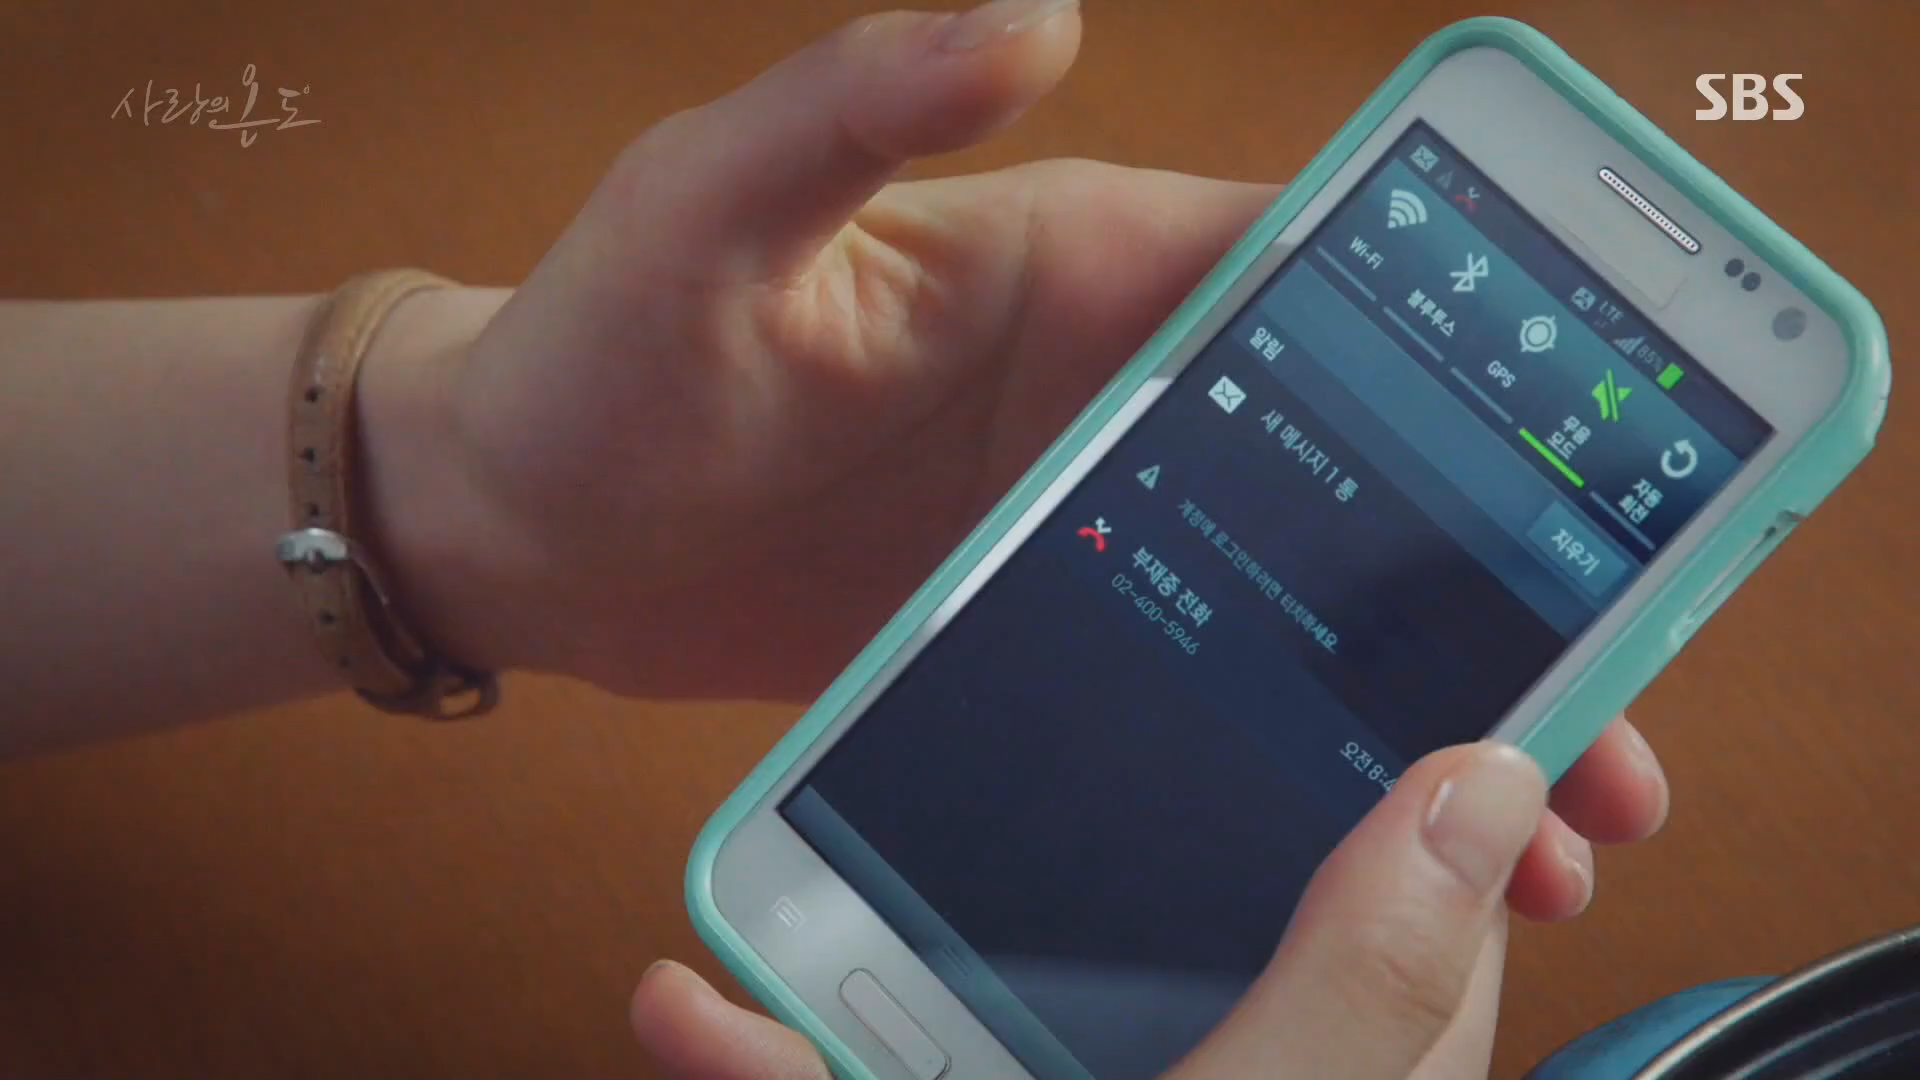 사랑의 온도
SBS
LTE 85%
Wi-Fi
블루투스
GPS
무음
모드
자동
회전
알림
지우기
새 메시지 1 통
계정에 로그인하려면 터치하세요
부재중 전화
02-400-5946
오전 8:4